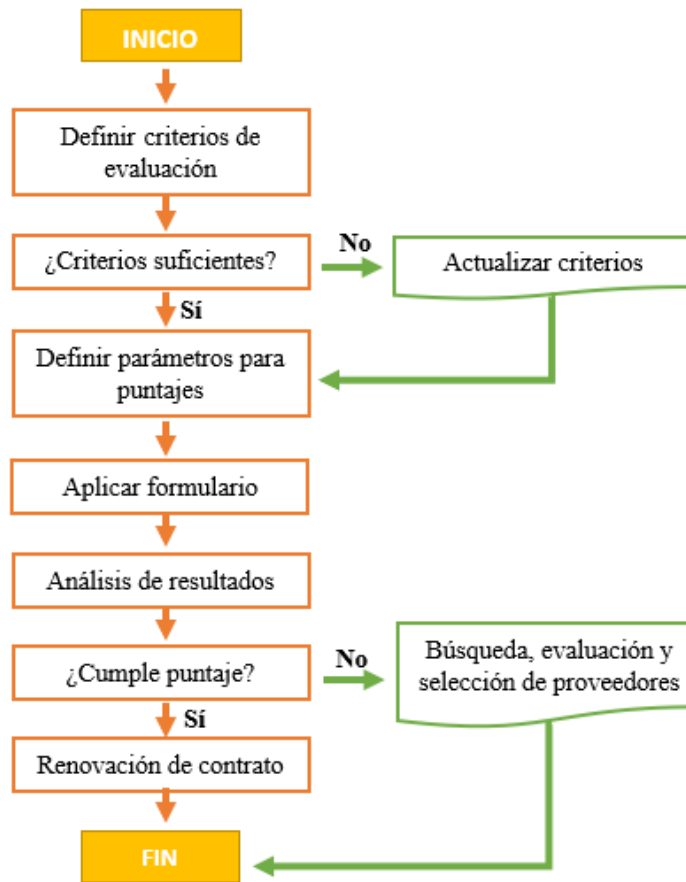 INICIO
Definir criterios de
evaluación
¿Criterios suficientes?
No
Actualizar criterios
Sí
Definir parámetros para
puntajes
Aplicar formulario
Análisis de resultados
¿Cumple puntaje?
No
Búsqueda, evaluación y
selección de proveedores
Sí
Renovación de contrato
FIN